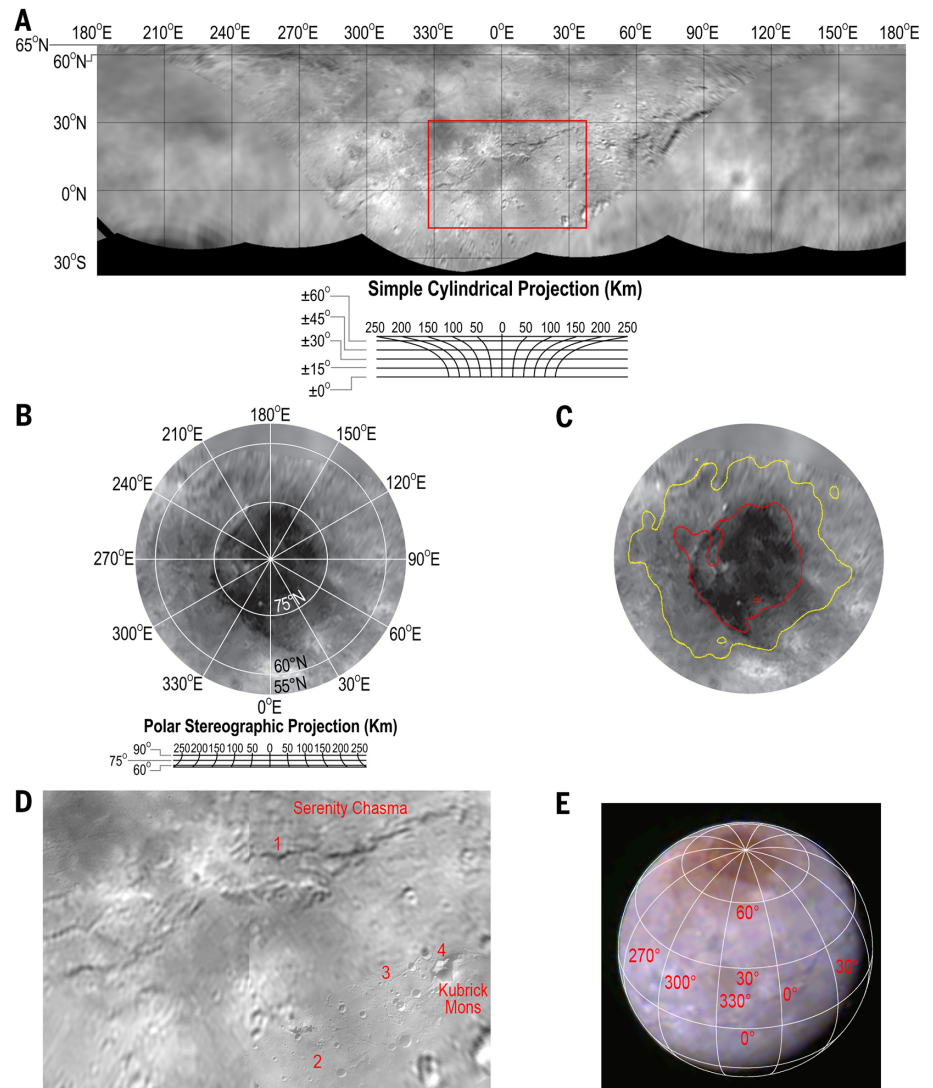 A
180°E 210°E 240°E 270°E 300°E 330°E 0°E 30°E 60°E 90°E 120°E 150°E 180°E
65°N
60°N
30°N
0°N
30°S
Simple Cylindrical Projection (Km)
±60°
±45°
±30°
±15°
±0°
250 200 150 100 50 0 50 100 150 200 250
B
180°E
210°E 150°E
240°E 120°E
270°E 90°E
300°E 60°E
330°E 30°E
0°E
75°N
60°N
55°N
Polar Stereographic Projection (Km)
90°
75°
60°
250 200 150 100 50 0 50 100 150 200 250
C
D
Serenity Chasma
1
4
3
Kubrick
Mons
2
E
60°
270°
30°
300°
30°
330°
0°
0°